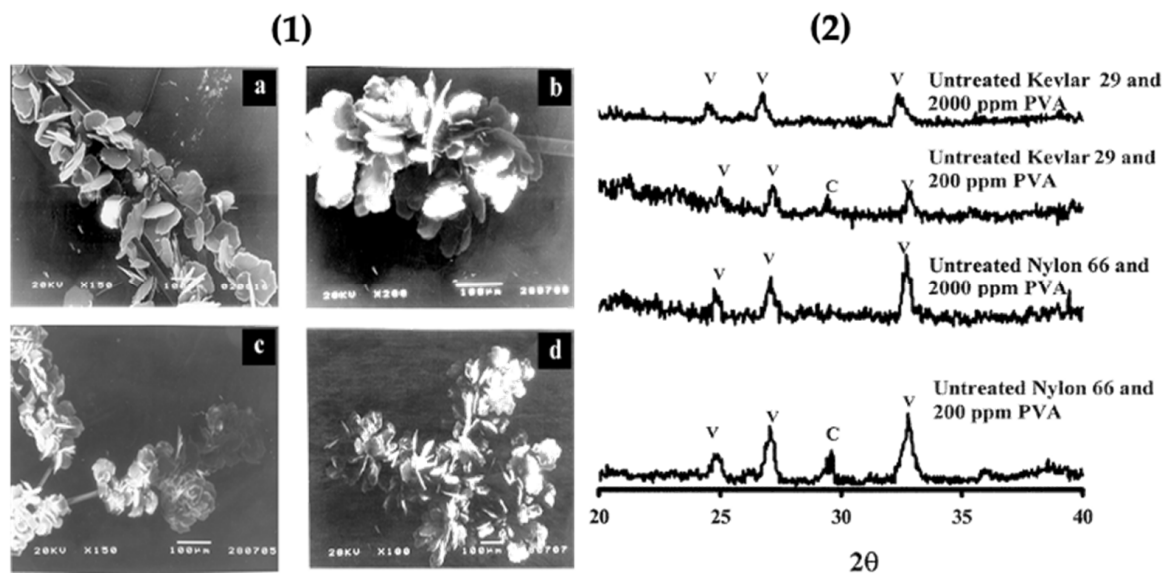 (1)
(2)
a
20KV X150 100μm
b
20KV X200 100μm
c
20KV X150 100μm 280705
d
20KV X100 100μm
V V V
Untreated Kevlar 29 and
2000 ppm PVA
Untreated Kevlar 29 and
200 ppm PVA
V V C V
Untreated Nylon 66 and
2000 ppm PVA
V V V
Untreated Nylon 66 and
200 ppm PVA
V V C V
20 25 30 35 40
2θ